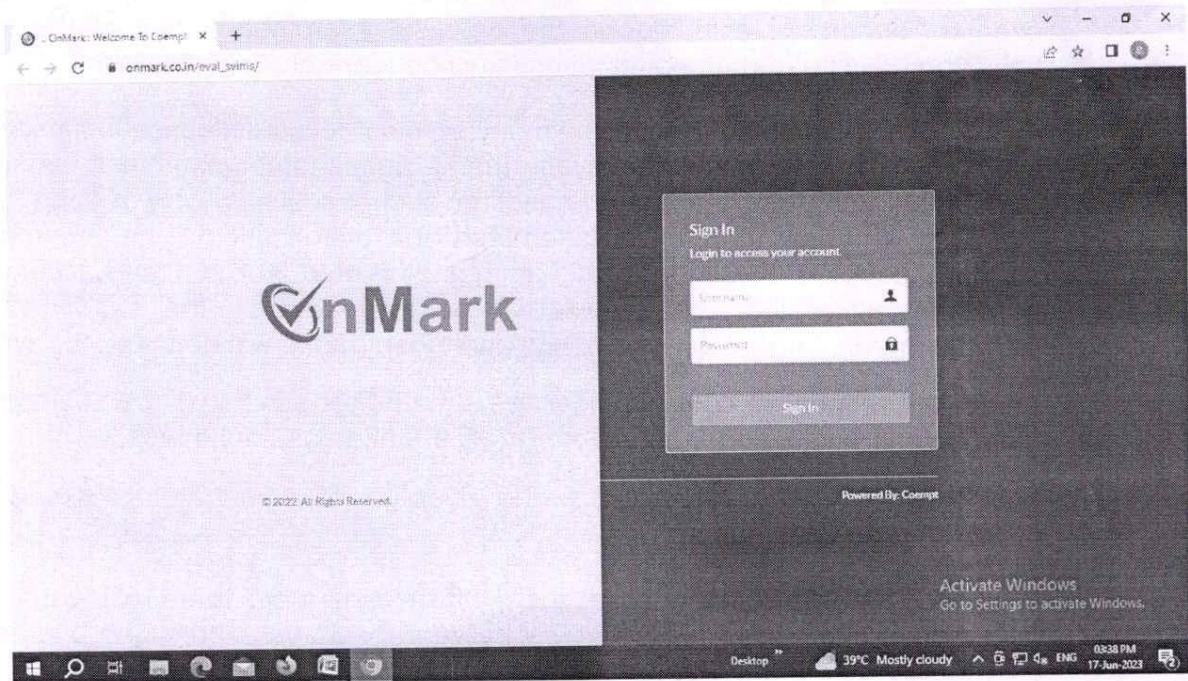 OnMark: Welcome To Coempt
onmark.co.in/eval_svims/
Sign In
Login to access your account.
Username
Password
Sign In
OnMark
© 2022 All Rights Reserved.
Powered By: Coempt
Activate Windows
Go to Settings to activate Windows.
Desktop
39°C Mostly cloudy
ENG
03:38 PM
17-Jun-2023
2